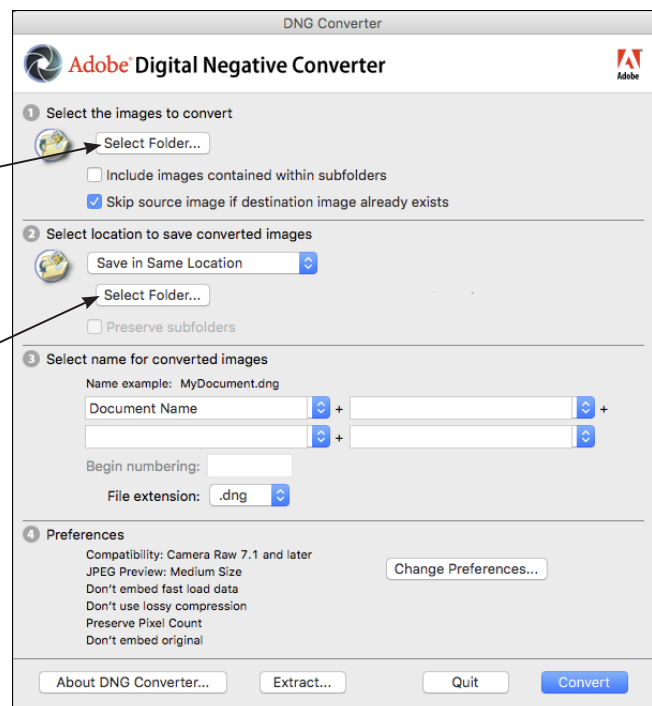 DNG Converter
Adobe® Digital Negative Converter
Adobe
1 Select the images to convert
Select Folder...
Include images contained within subfolders
Skip source image if destination image already exists
2 Select location to save converted images
Save in Same Location
Select Folder...
Preserve subfolders
3 Select name for converted images
Name example: MyDocument.dng
Document Name + +
+
Begin numbering:
File extension: .dng
4 Preferences
Compatibility: Camera Raw 7.1 and later
JPEG Preview: Medium Size
Change Preferences...
Don't embed fast load data
Don't use lossy compression
Preserve Pixel Count
Don't embed original
About DNG Converter... Extract... Quit Convert